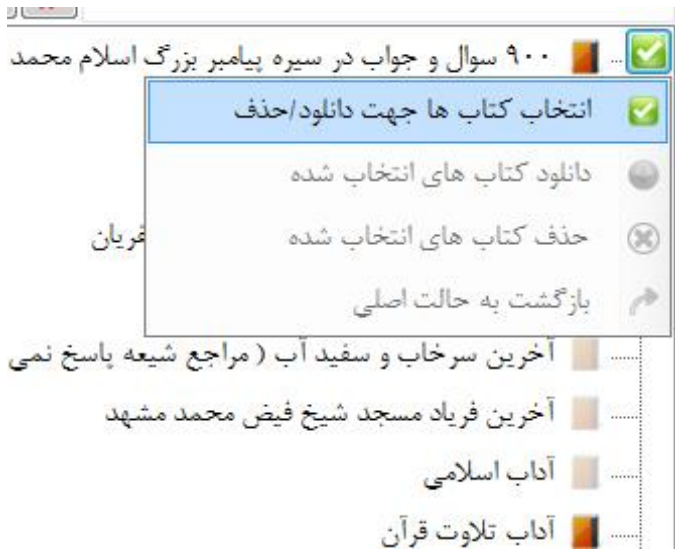 ۹۰۰ سوال و جواب در سیره پیامبر بزرگ اسلام محمد
انتخاب کتاب ها جهت دانلود/حذف
دانلود کتاب های انتخاب شده
حذف کتاب های انتخاب شده
بازگشت به حالت اصلی
آخرین سرخاب و سفید آب ( مراجع شیعه پاسخ نمی
آخرین فریاد مسجد شیخ فیض محمد مشهد
آداب اسلامی
آداب تلاوت قرآن